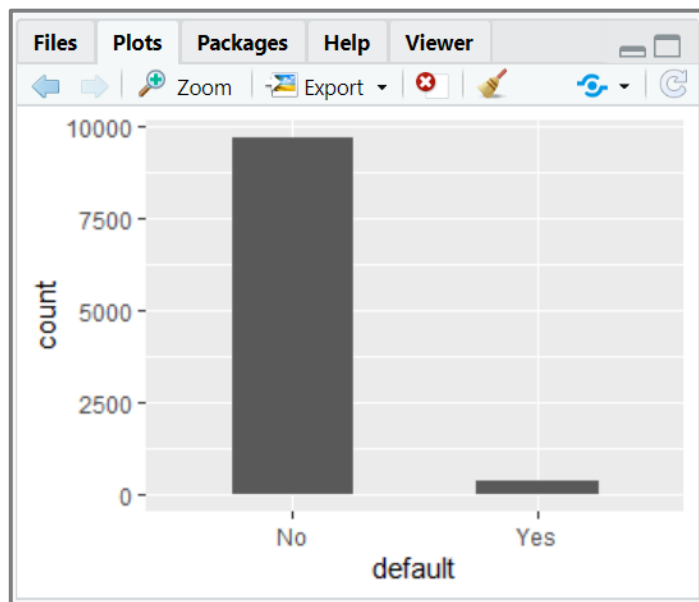 Files Plots Packages Help Viewer
Zoom Export
10000
7500
5000
2500
0
count
No Yes
default